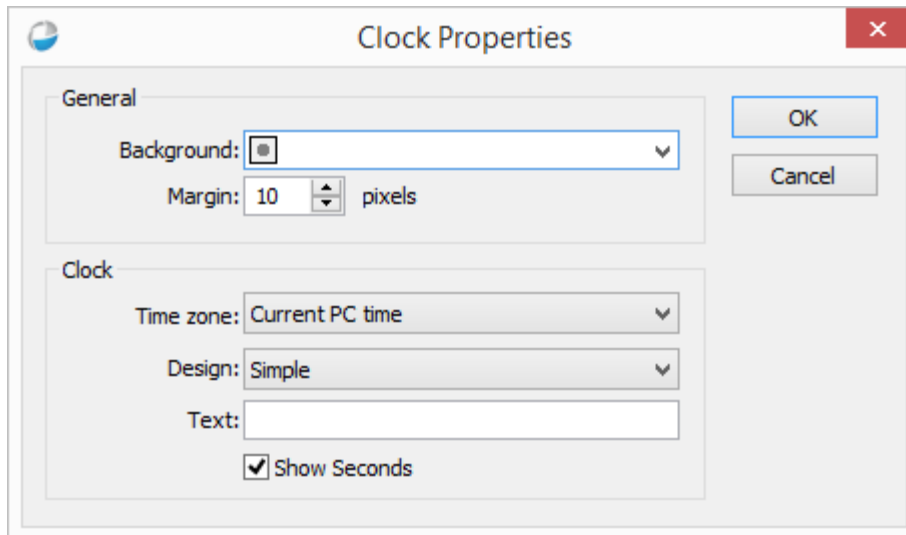 Clock Properties
General
OK
Background:
Cancel
Margin: 10 pixels
Clock
Time zone: Current PC time
Design: Simple
Text:
Show Seconds